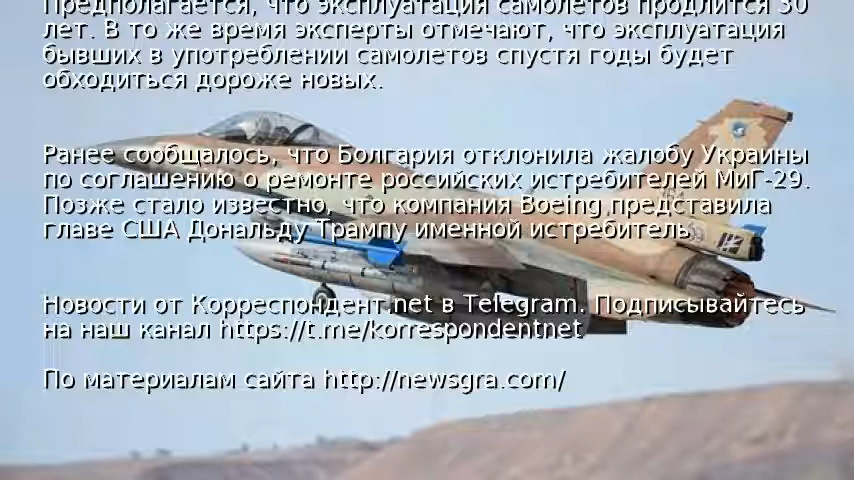 Предполагается, что эксплуатация самолетов продлится 30
лет. В то же время эксперты отмечают, что эксплуатация
бывших в употреблении самолетов спустя годы будет
обходиться дороже новых.
Ранее сообщалось, что Болгария отклонила жалобу Украины
по соглашению о ремонте российских истребителей МиГ-29.
Позже стало известно, что компания Boeing представила
главе США Дональду Трампу именной истребитель.
Новости от Корреспондент.net в Telegram. Подписывайтесь
на наш канал https://t.me/korrespondentnet
По материалам сайта http://newsgra.com/